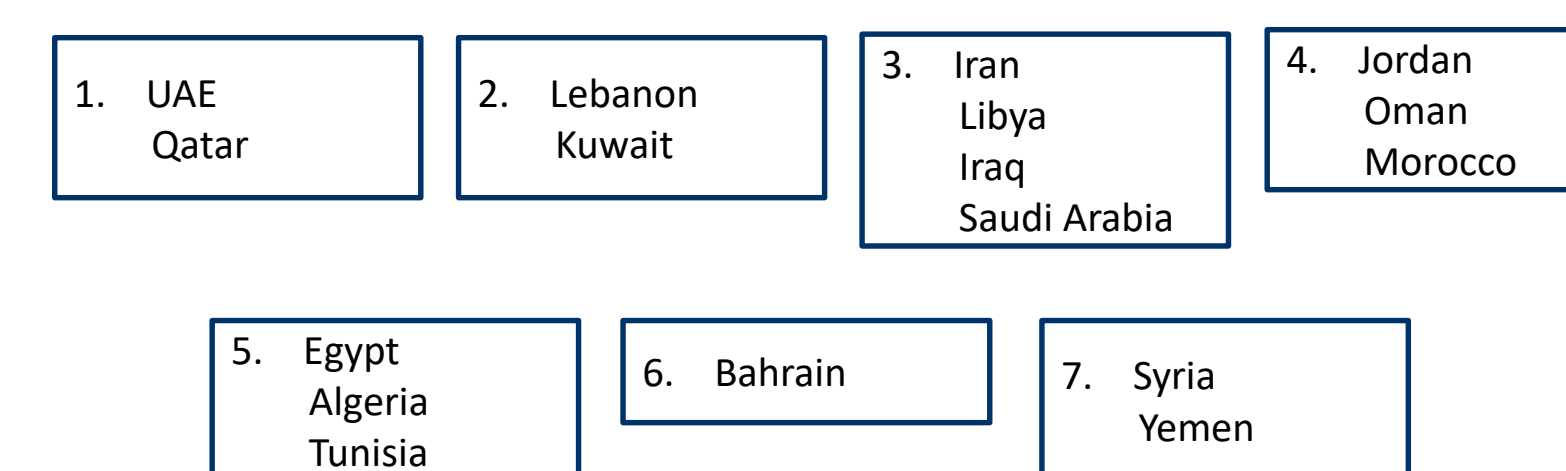 1. UAE
Qatar
2. Lebanon
Kuwait
3. Iran
Libya
Iraq
Saudi Arabia
4. Jordan
Oman
Morocco
5. Egypt
Algeria
Tunisia
6. Bahrain
7. Syria
Yemen